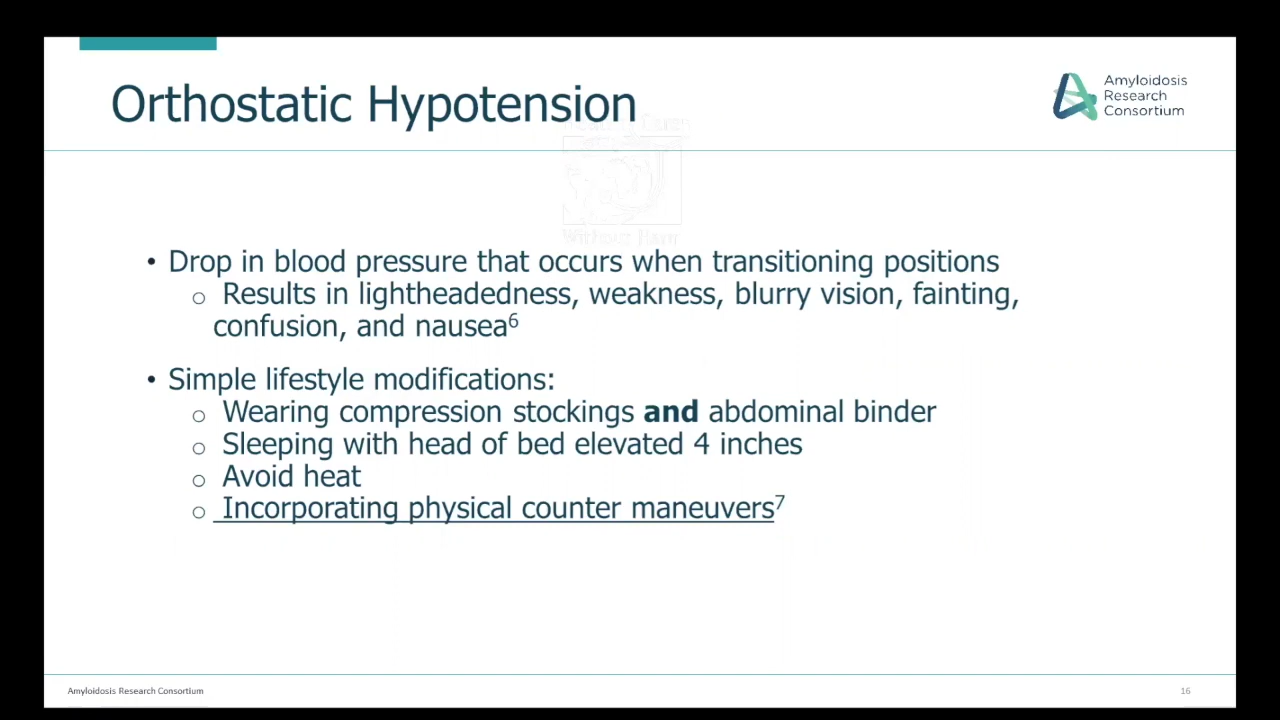 Orthostatic Hypotension
Amyloidosis
Research
Consortium
Without Harm
• Drop in blood pressure that occurs when transitioning positions
o Results in lightheadedness, weakness, blurry vision, fainting,
confusion, and nausea⁶
• Simple lifestyle modifications:
o Wearing compression stockings and abdominal binder
o Sleeping with head of bed elevated 4 inches
o Avoid heat
o Incorporating physical counter maneuvers⁷
Amyloidosis Research Consortium
16